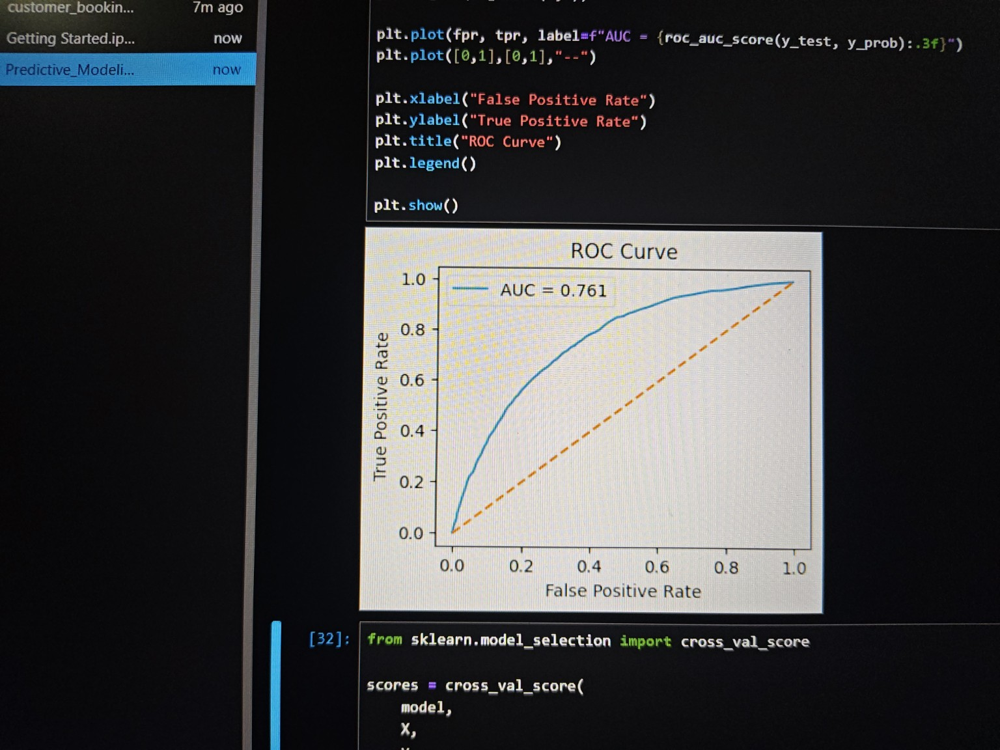 customer_bookin... 7m ago
Getting Started.ip... now
Predictive_Modeli... now
plt.plot(fpr, tpr, label=f"AUC = {roc_auc_score(y_test, y_prob):.3f}")
plt.plot([0,1],[0,1],"--")
plt.xlabel("False Positive Rate")
plt.ylabel("True Positive Rate")
plt.title("ROC Curve")
plt.legend()
plt.show()
ROC Curve
AUC = 0.761
True Positive Rate
1.0
0.8
0.6
0.4
0.2
0.0
0.0 0.2 0.4 0.6 0.8 1.0
False Positive Rate
[32]: from sklearn.model_selection import cross_val_score
scores = cross_val_score(
model,
X,